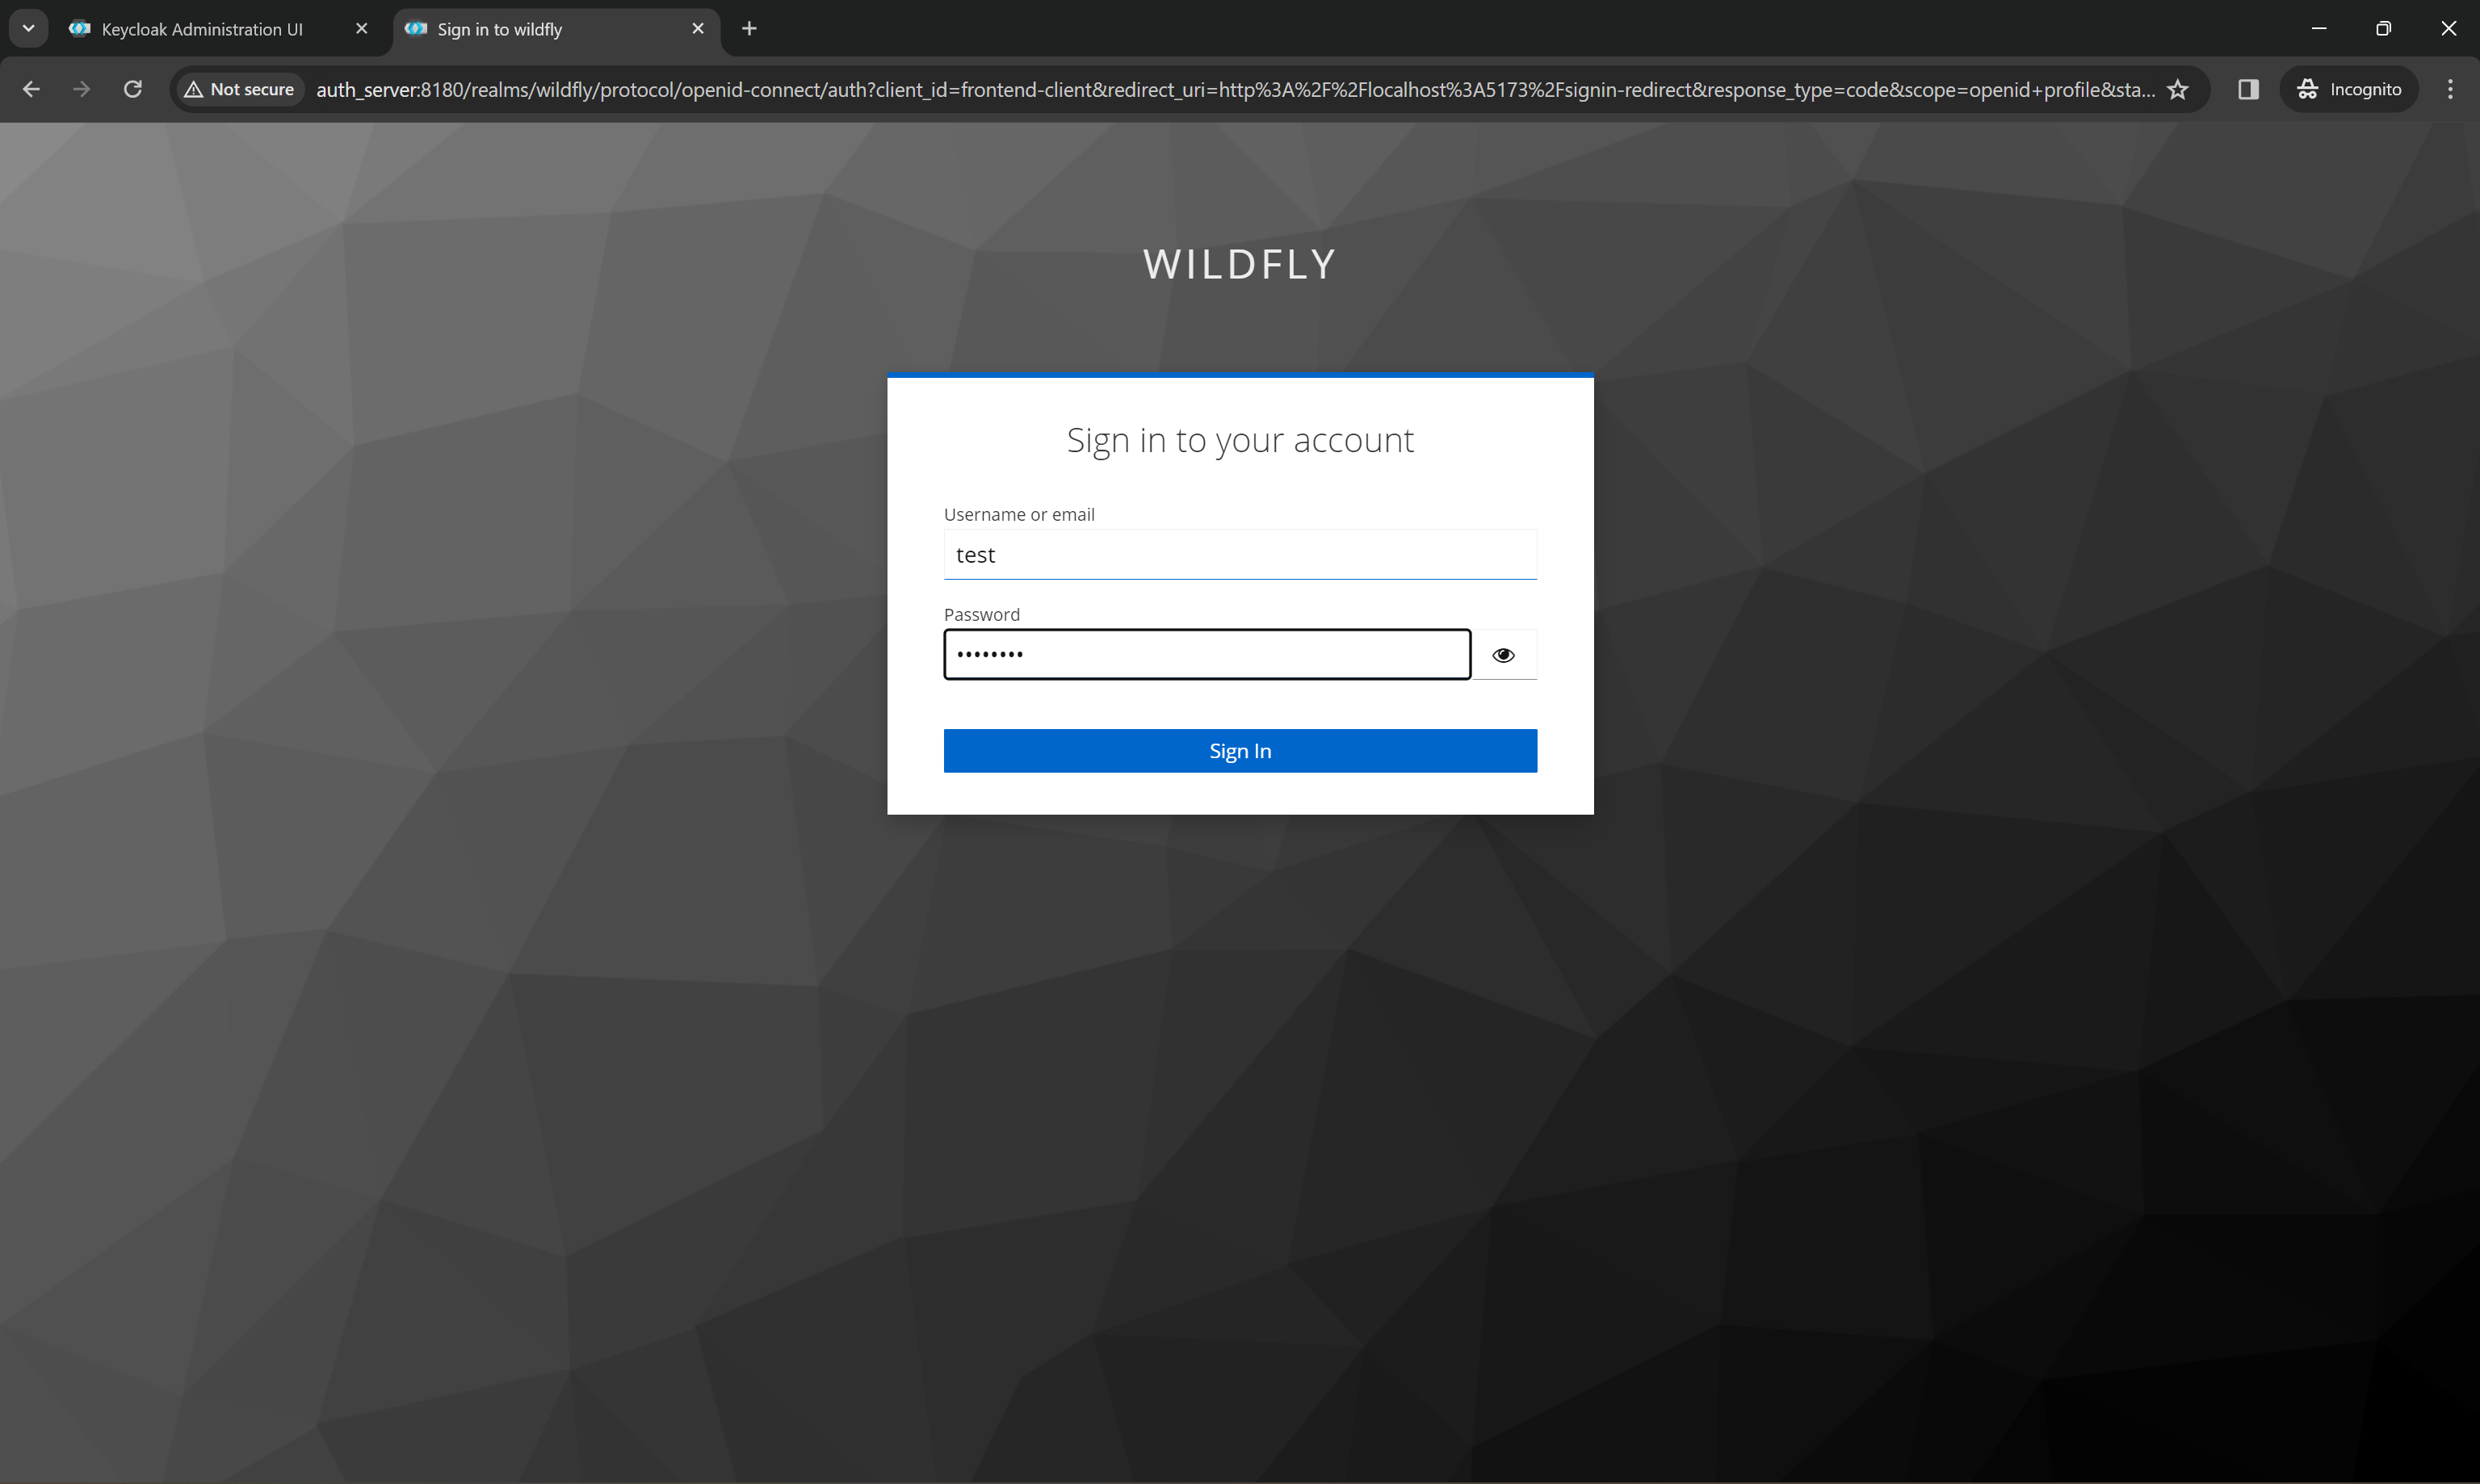 Keycloak Administration UI
Sign in to wildfly
Not secure
auth_server:8180/realms/wildfly/protocol/openid-connect/auth?client_id=frontend-client&redirect_uri=http%3A%2F%2Flocalhost%3A5173%2Fsignin-redirect&response_type=code&scope=openid+profile&sta...
Incognito
WILDFLY
Sign in to your account
Username or email
test
Password
••••••••
Sign In